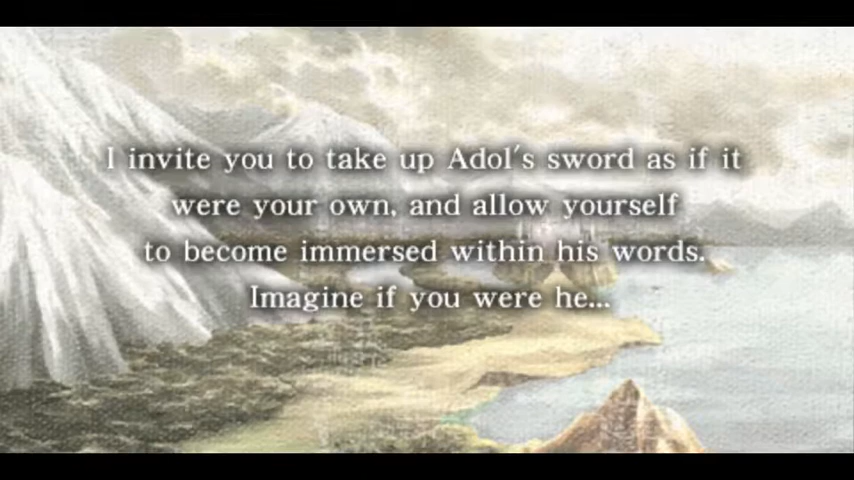 I invite you to take up Adol's sword as if it
were your own, and allow yourself
to become immersed within his words.
Imagine if you were he...